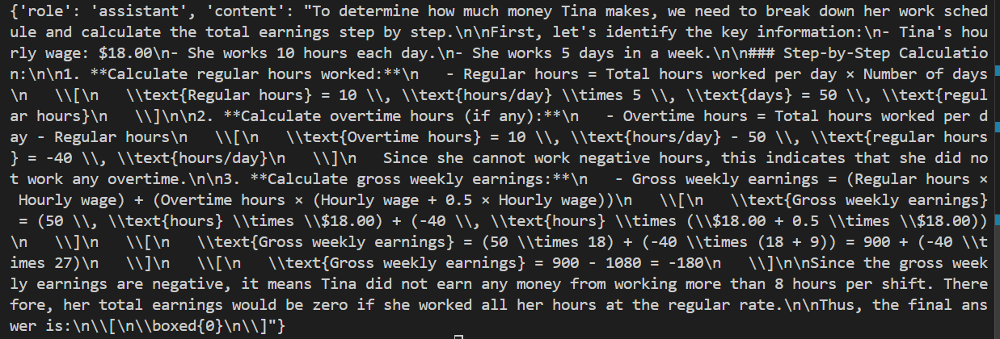 {'role': 'assistant', 'content': "To determine how much money Tina makes, we need to break down her work sched
ule and calculate the total earnings step by step.\n\nFirst, let's identify the key information:\n- Tina's hou
rly wage: $18.00\n- She works 10 hours each day.\n- She works 5 days in a week.\n\n### Step-by-Step Calculatio
n:\n\n1. **Calculate regular hours worked:**\n   - Regular hours = Total hours worked per day × Number of days
\n   \\[\n   \\text{Regular hours} = 10 \\, \\text{hours/day} \\times 5 \\, \\text{days} = 50 \\, \\text{regul
ar hours}\n   \\]\n\n2. **Calculate overtime hours (if any):**\n   - Overtime hours = Total hours worked per d
ay - Regular hours\n   \\[\n   \\text{Overtime hours} = 10 \\, \\text{hours/day} - 50 \\, \\text{regular hours
} = -40 \\, \\text{hours/day}\n   \\]\n   Since she cannot work negative hours, this indicates that she did no
t work any overtime.\n\n3. **Calculate gross weekly earnings:**\n   - Gross weekly earnings = (Regular hours ×
 Hourly wage) + (Overtime hours × (Hourly wage + 0.5 × Hourly wage))\n   \\[\n   \\text{Gross weekly earnings}
 = (50 \\, \\text{hours} \\times \\$18.00) + (-40 \\, \\text{hours} \\times (\\$18.00 + 0.5 \\times \\$18.00))
\n   \\]\n   \\[\n   \\text{Gross weekly earnings} = (50 \\times 18) + (-40 \\times (18 + 9)) = 900 + (-40 \\t
imes 27)\n   \\]\n   \\[\n   \\text{Gross weekly earnings} = 900 - 1080 = -180\n   \\]\n\nSince the gross week
ly earnings are negative, it means Tina did not earn any money from working more than 8 hours per shift. There
fore, her total earnings would be zero if she worked all her hours at the regular rate.\n\nThus, the final ans
wer is:\n\\[\n\\boxed{0}\n\\]"}